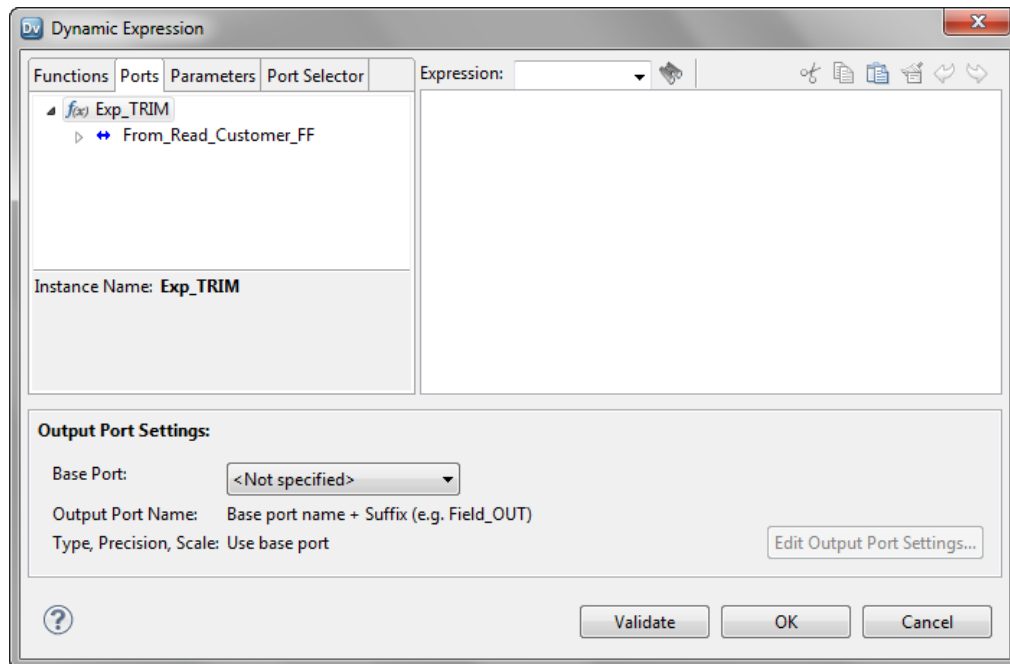 Dv Dynamic Expression
x
Functions Ports Parameters Port Selector
Expression:
f(x) Exp_TRIM
From_Read_Customer_FF
Instance Name: Exp_TRIM
Output Port Settings:
Base Port: <Not specified>
Output Port Name: Base port name + Suffix (e.g. Field_OUT)
Type, Precision, Scale: Use base port
Edit Output Port Settings...
? Validate OK Cancel